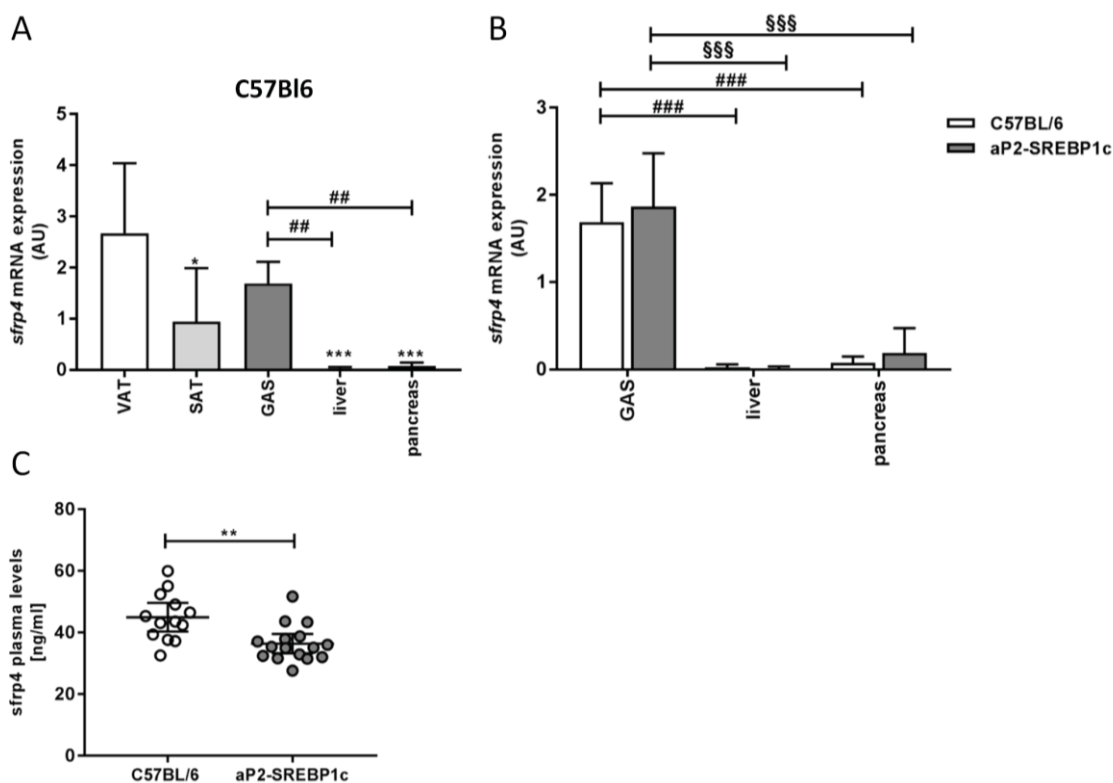 A
C57Bl6
sfrp4 mRNA expression
(AU)
5
4
3
2
1
0
*
##
##
***
***
VAT
SAT
GAS
liver
pancreas
B
§§§
§§§
###
###
C57BL/6
aP2-SREBP1c
sfrp4 mRNA expression
(AU)
3
2
1
0
GAS
liver
pancreas
C
sfrp4 plasma levels
[ng/ml]
80
60
40
20
0
**
C57BL/6
aP2-SREBP1c